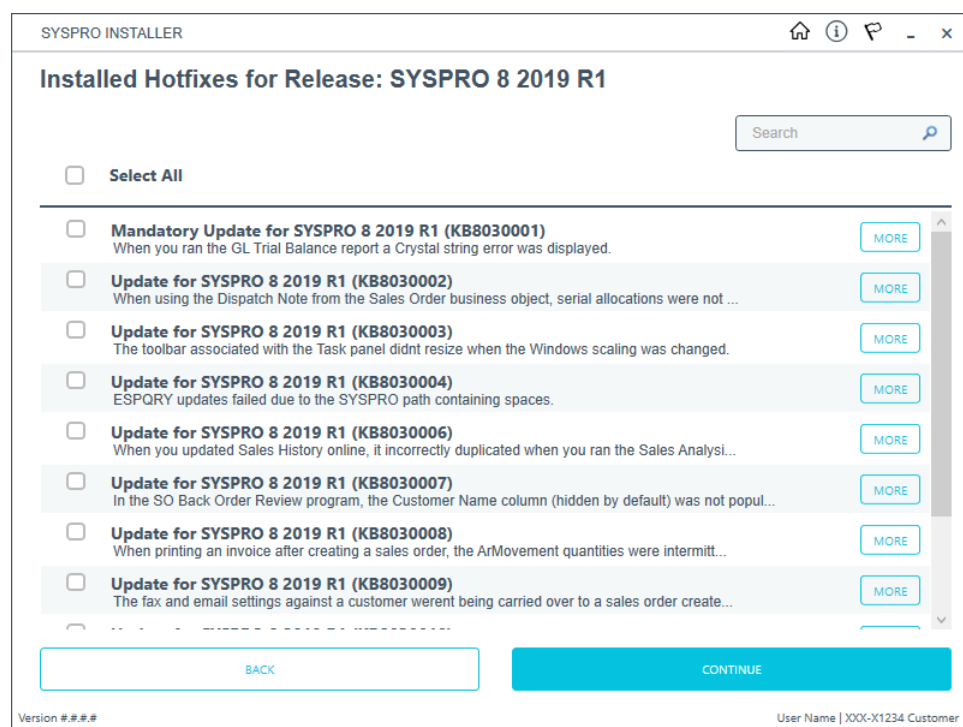 SYSPRO INSTALLER
Installed Hotfixes for Release: SYSPRO 8 2019 R1
Search
Select All
Mandatory Update for SYSPRO 8 2019 R1 (KB8030001)
When you ran the GL Trial Balance report a Crystal string error was displayed.
MORE
Update for SYSPRO 8 2019 R1 (KB8030002)
When using the Dispatch Note from the Sales Order business object, serial allocations were not ...
MORE
Update for SYSPRO 8 2019 R1 (KB8030003)
The toolbar associated with the Task panel didnt resize when the Windows scaling was changed.
MORE
Update for SYSPRO 8 2019 R1 (KB8030004)
ESPQRY updates failed due to the SYSPRO path containing spaces.
MORE
Update for SYSPRO 8 2019 R1 (KB8030006)
When you updated Sales History online, it incorrectly duplicated when you ran the Sales Analysi...
MORE
Update for SYSPRO 8 2019 R1 (KB8030007)
In the SO Back Order Review program, the Customer Name column (hidden by default) was not popul...
MORE
Update for SYSPRO 8 2019 R1 (KB8030008)
When printing an invoice after creating a sales order, the ArMovement quantities were intermitt...
MORE
Update for SYSPRO 8 2019 R1 (KB8030009)
The fax and email settings against a customer werent being carried over to a sales order create...
MORE
BACK
CONTINUE
Version #.#.#.#
User Name | XXX-X1234 Customer